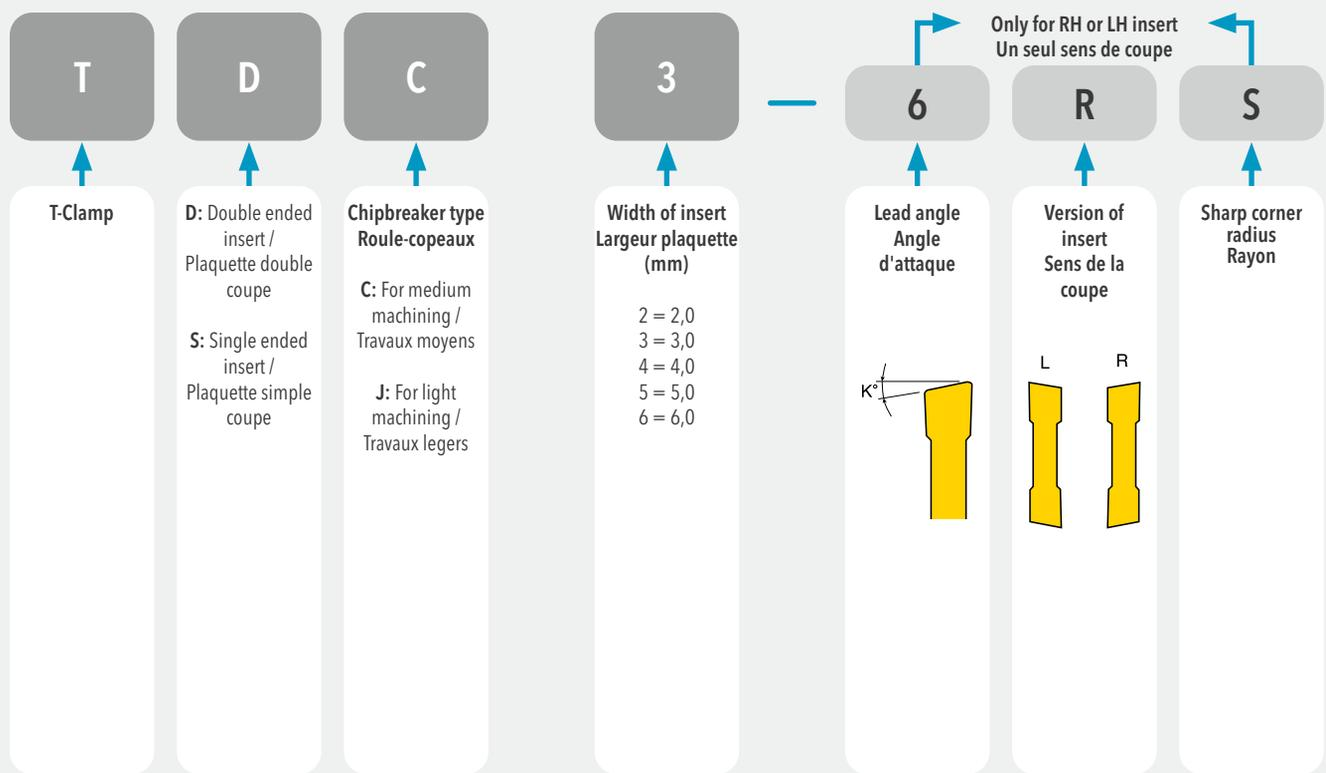 T
D
C
3
—
6
R
S
Only for RH or LH insert
Un seul sens de coupe
T-Clamp
D: Double ended
insert /
Plaquette double
coupe
S: Single ended
insert /
Plaquette simple
coupe
Chipbreaker type
Roule-copeaux
C: For medium
machining /
Travaux moyens
J: For light
machining /
Travaux legers
Width of insert
Largeur plaquette
(mm)
2 = 2,0
3 = 3,0
4 = 4,0
5 = 5,0
6 = 6,0
Lead angle
Angle
d'attaque
K°
Version of
insert
Sens de la
coupe
L
R
Sharp corner
radius
Rayon